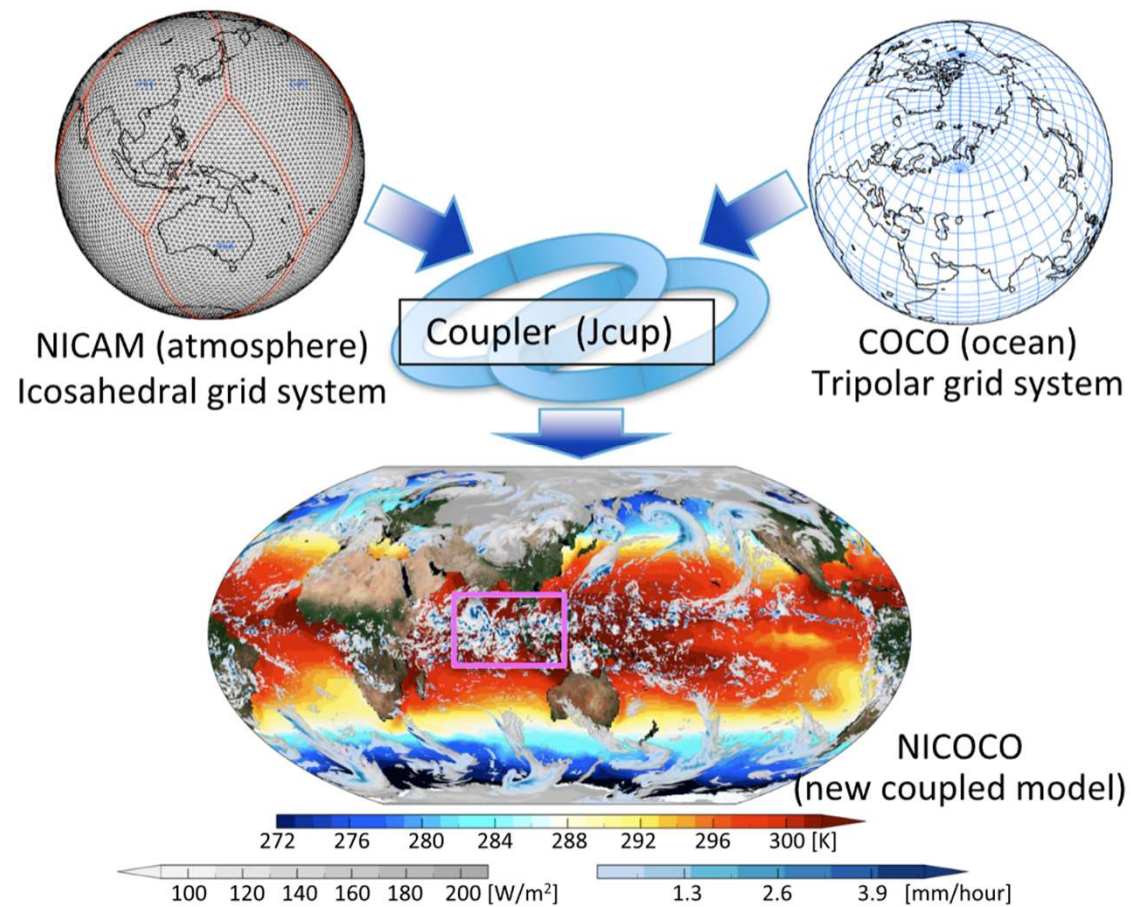 NICAM (atmosphere)
Icosahedral grid system
Coupler (Jcup)
COCO (ocean)
Tripolar grid system
NICOCO
(new coupled model)
272 276 280 284 288 292 296 300 [K]
100 120 140 160 180 200 [W/m²]
1.3 2.6 3.9 [mm/hour]